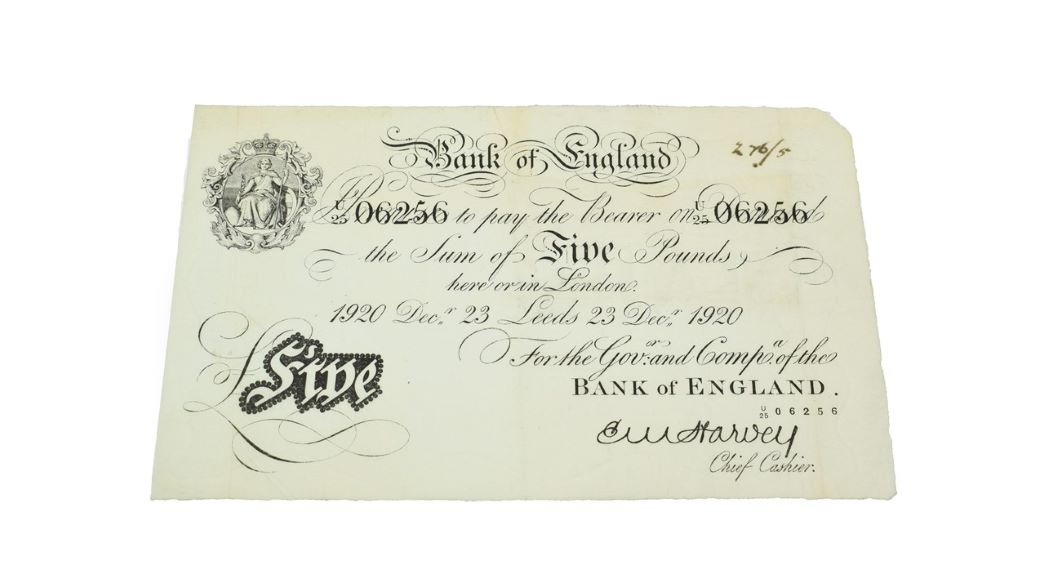 Bank of England
276/5
U/25 06256 to pay the Bearer on U/25 06256
the Sum of Five Pounds,
here or in London.
1920 Decr. 23 Leeds 23 Decr. 1920
For the Govr. and Compa. of the
BANK of ENGLAND.
£Five
U/25 06256
E M Harvey
Chief Cashier.